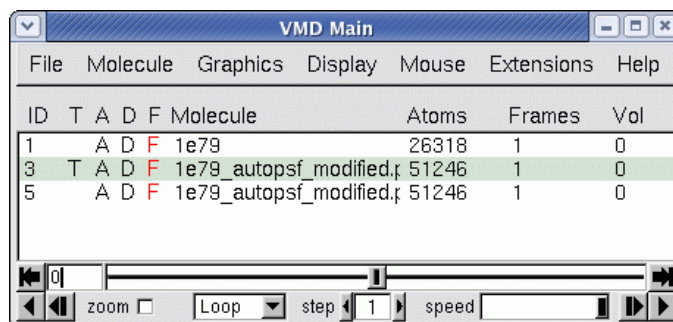 VMD Main
File Molecule Graphics Display Mouse Extensions Help
ID T A D F Molecule Atoms Frames Vol
1 A D F 1e79 26318 1 0
3 T A D F 1e79_autopsf_modified.p 51246 1 0
5 A D F 1e79_autopsf_modified.p 51246 1 0
0
zoom Loop step 1 speed